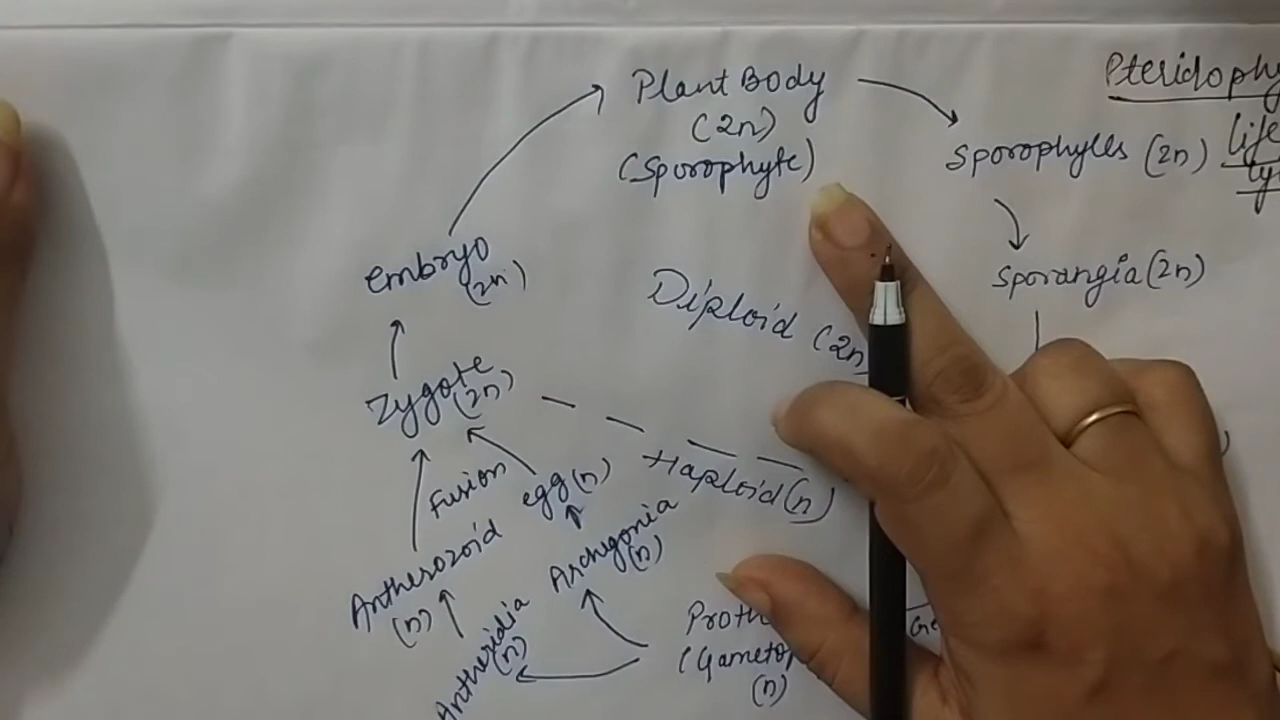 Plant Body
(2n)
(Sporophyte)
Sporophylls (2n)
Sporangia (2n)
Diploid (2n
Haploid (n)
embryo
(2n)
Zygote
(2n)
Fusion
egg (n)
Antherozoid
(n)
Archegonia
(n)
Antheridia
(n)
(n)